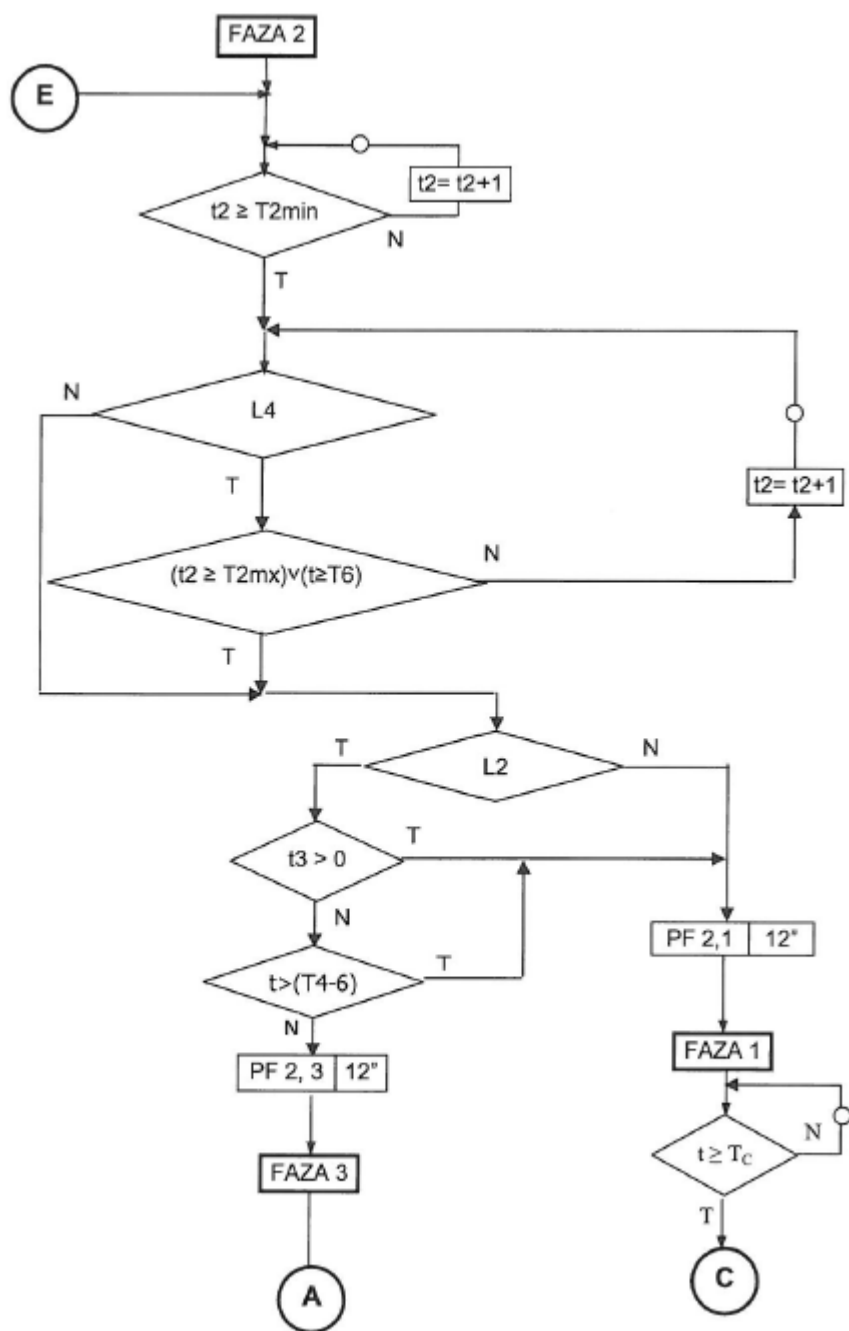 FAZA 2
E
t2= t2+1
t2 ≥ T2min
N
T
N
L4
T
t2= t2+1
(t2 ≥ T2mx)˅(t≥T6)
N
T
T
L2
N
t3 > 0
T
N
PF 2,1 12"
t>(T4-6)
T
N
FAZA 1
PF 2, 3 12"
N
t ≥ TC
FAZA 3
T
A
C